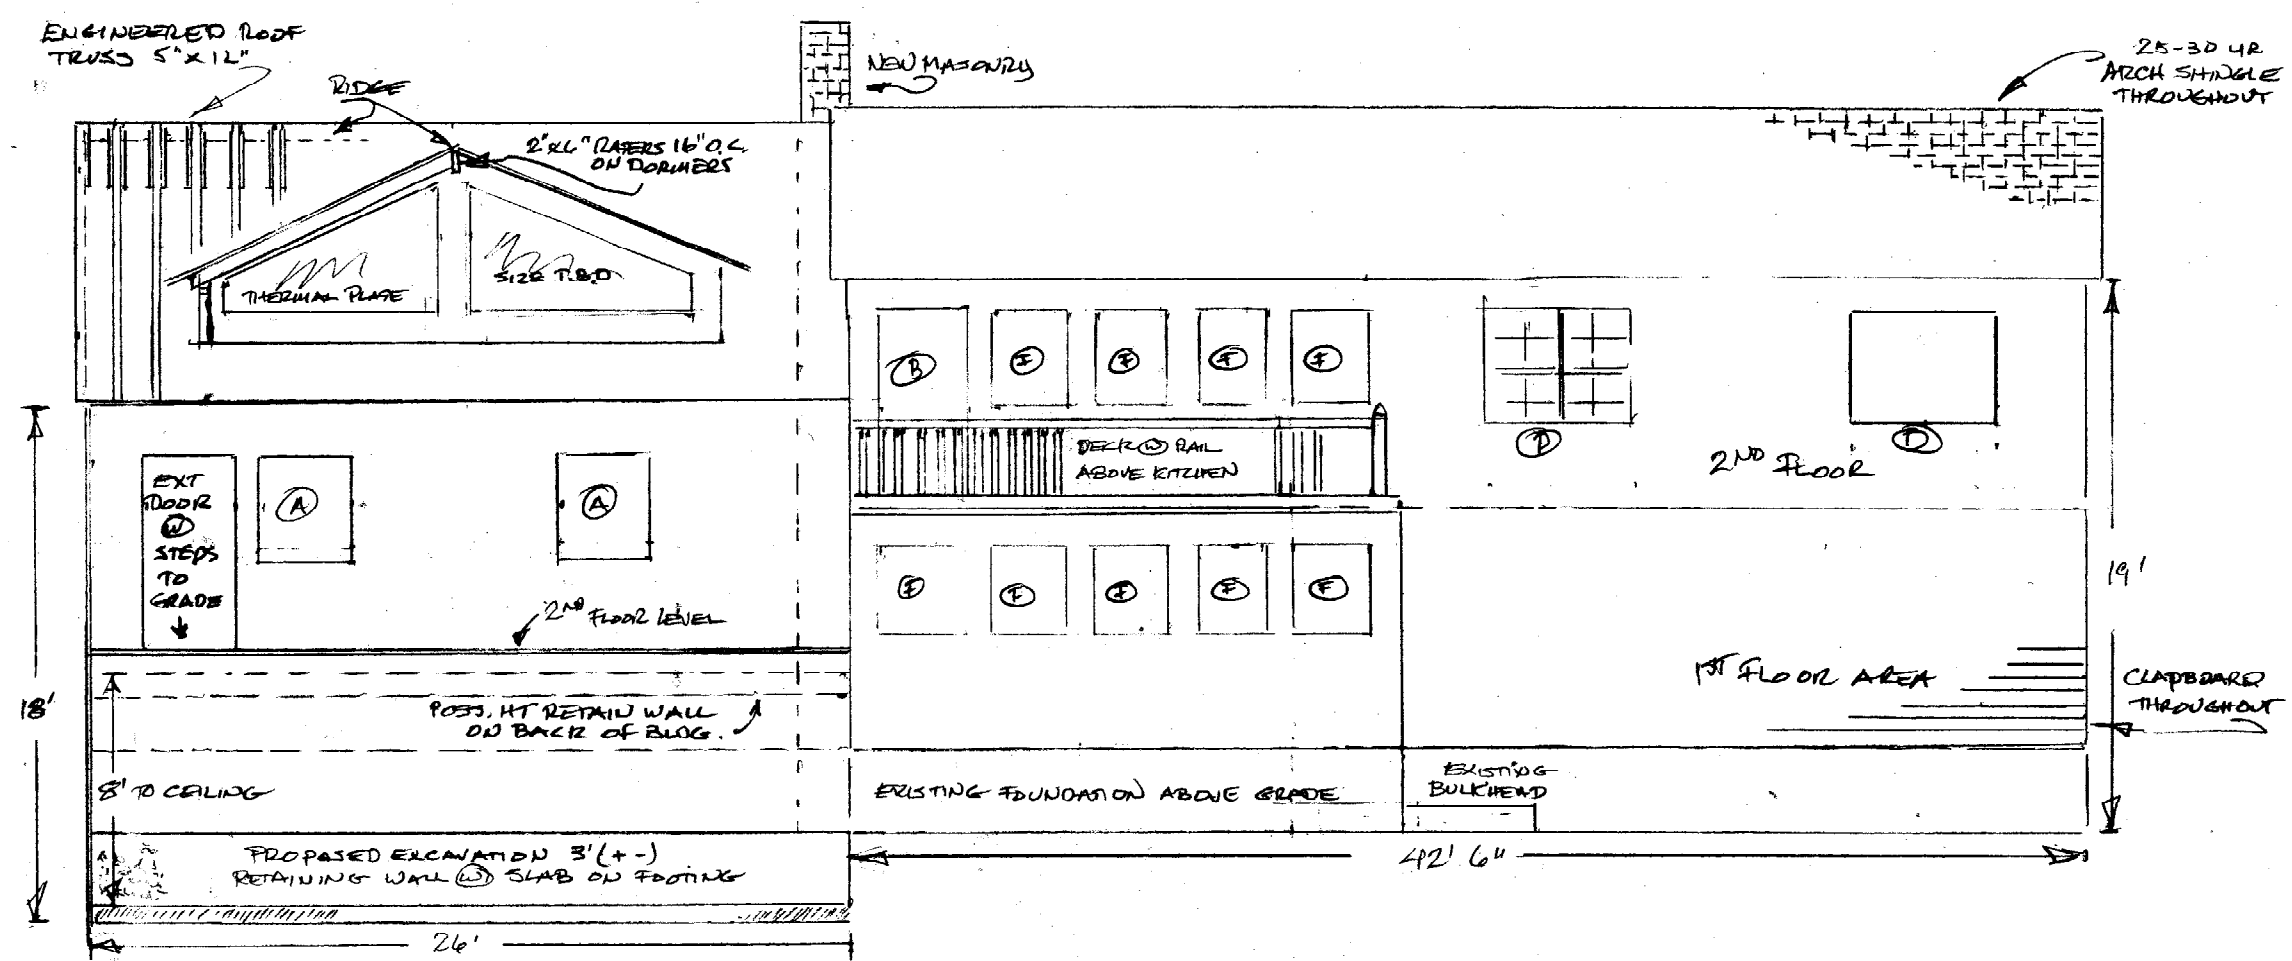 ENGINEERED ROOF
TRUSS 5"x12"
RIDGE
NEW MASONRY
25-30 YR
ARCH SHINGLE
THROUGHOUT
2"x6" RAFERS 16" O.C.
ON DORMERS
THERMAL PLATE
SIZE T.B.D.
B
F
F
F
F
D
D
2ND FLOOR
DECK W RAIL
ABOVE KITCHEN
EXT
DOOR
W
STEPS
TO
GRADE
A
A
2ND FLOOR LEVEL
F
F
F
F
F
19'
18'
POSS. HT RETAIN WALL
ON BACK OF BLDG.
1ST FLOOR AREA
CLAPBOARD
THROUGHOUT
8' TO CEILING
EXISTING FOUNDATION ABOVE GRADE
EXISTING
BULKHEAD
PROPOSED EXCAVATION 3' (+ -)
RETAINING WALL W SLAB ON FOOTING
42' 6"
26'